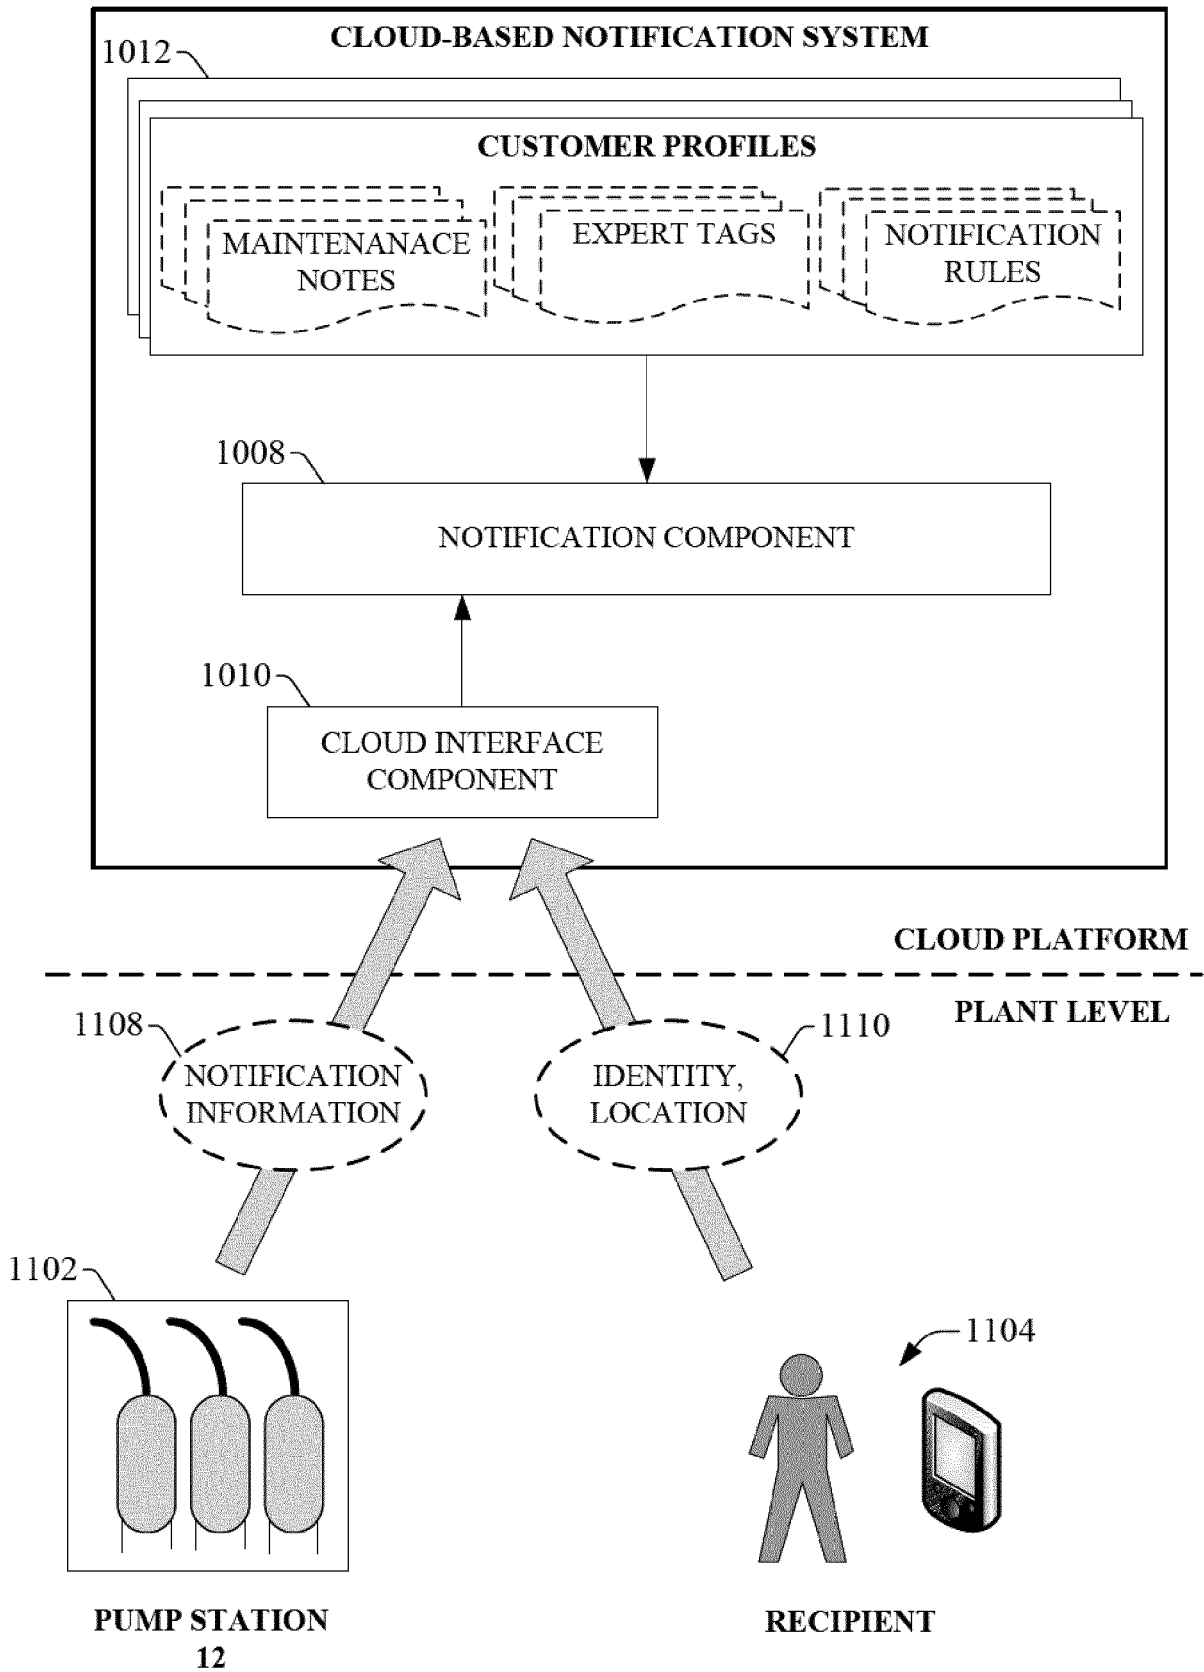 CLOUD-BASED NOTIFICATION SYSTEM
1012
CUSTOMER PROFILES
MAINTENANACE
NOTES
EXPERT TAGS
NOTIFICATION
RULES
1008
NOTIFICATION COMPONENT
1010
CLOUD INTERFACE
COMPONENT
CLOUD PLATFORM
PLANT LEVEL
1108
NOTIFICATION
INFORMATION
1110
IDENTITY,
LOCATION
1102
1104
PUMP STATION
12
RECIPIENT